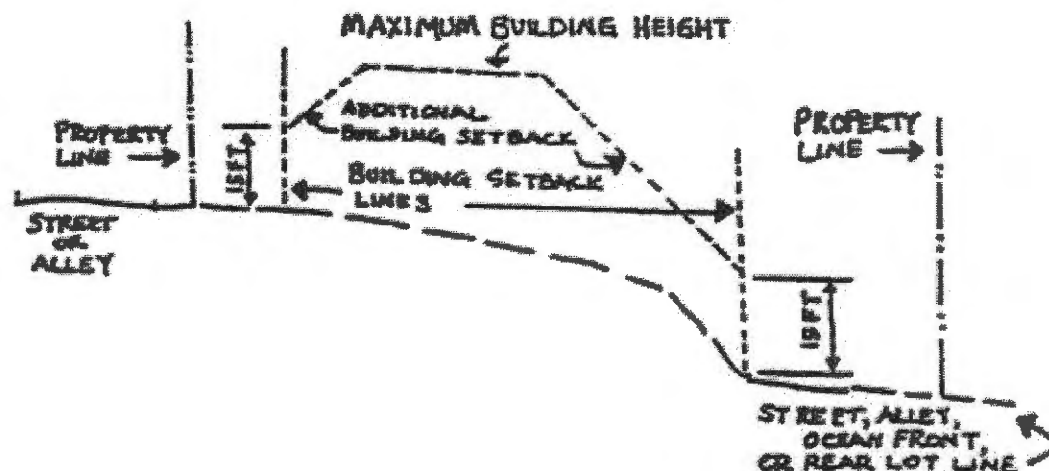 MAXIMUM BUILDING HEIGHT
PROPERTY
LINE
15FT
ADDITIONAL
BUILDING SETBACK
BUILDING SETBACK
LINES
PROPERTY
LINE
STREET
OR
ALLEY
15FT
STREET, ALLEY,
OCEAN FRONT,
OR REAR LOT LINE